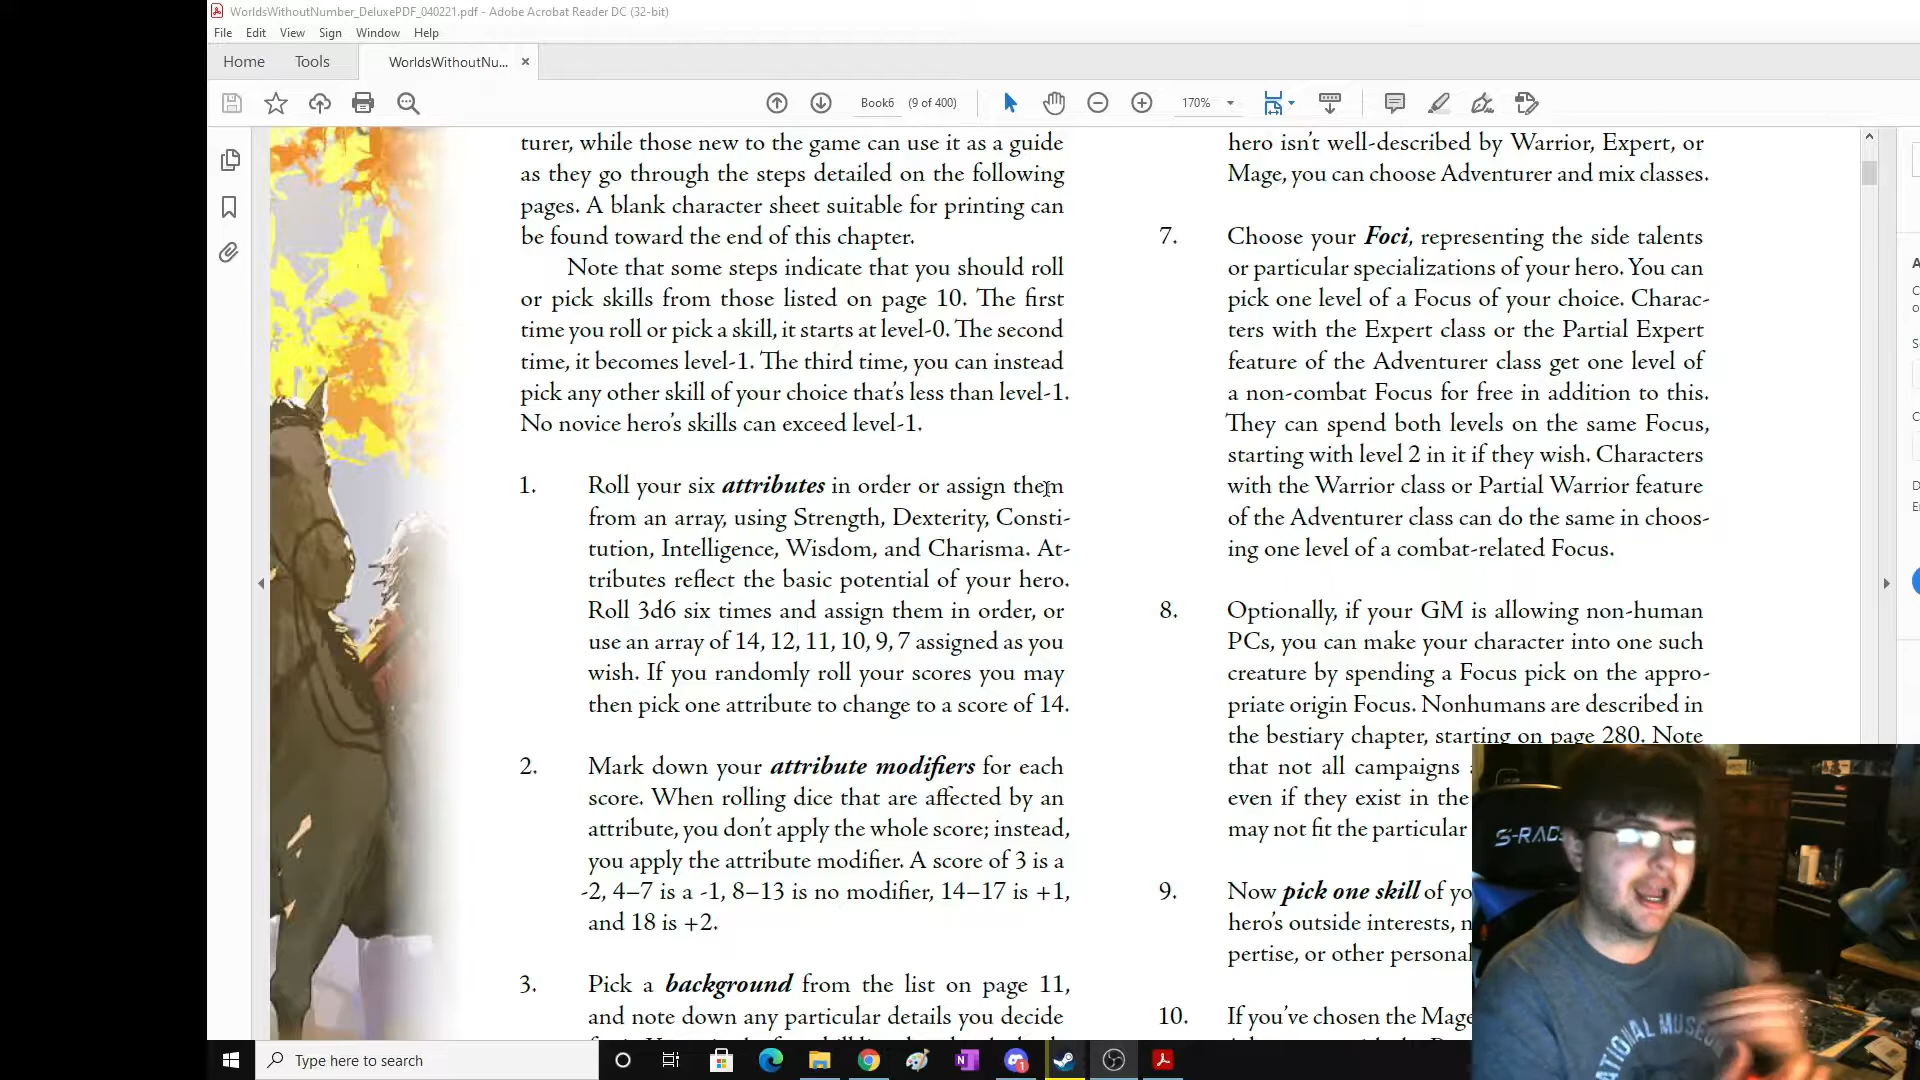 WorldsWithoutNumber_DeluxePDF_040221.pdf - Adobe Acrobat Reader DC (32-bit)
File Edit View Sign Window Help
Home Tools WorldsWithoutNu... ×
Book6 (9 of 400) 170%
turer, while those new to the game can use it as a guide
as they go through the steps detailed on the following
pages. A blank character sheet suitable for printing can
be found toward the end of this chapter.
Note that some steps indicate that you should roll
or pick skills from those listed on page 10. The first
time you roll or pick a skill, it starts at level-0. The second
time, it becomes level-1. The third time, you can instead
pick any other skill of your choice that's less than level-1.
No novice hero's skills can exceed level-1.
1. Roll your six attributes in order or assign them
from an array, using Strength, Dexterity, Consti-
tution, Intelligence, Wisdom, and Charisma. At-
tributes reflect the basic potential of your hero.
Roll 3d6 six times and assign them in order, or
use an array of 14, 12, 11, 10, 9, 7 assigned as you
wish. If you randomly roll your scores you may
then pick one attribute to change to a score of 14.
2. Mark down your attribute modifiers for each
score. When rolling dice that are affected by an
attribute, you don't apply the whole score; instead,
you apply the attribute modifier. A score of 3 is a
-2, 4–7 is a -1, 8–13 is no modifier, 14–17 is +1,
and 18 is +2.
3. Pick a background from the list on page 11,
and note down any particular details you decide
hero isn't well-described by Warrior, Expert, or
Mage, you can choose Adventurer and mix classes.
7. Choose your Foci, representing the side talents
or particular specializations of your hero. You can
pick one level of a Focus of your choice. Charac-
ters with the Expert class or the Partial Expert
feature of the Adventurer class get one level of
a non-combat Focus for free in addition to this.
They can spend both levels on the same Focus,
starting with level 2 in it if they wish. Characters
with the Warrior class or Partial Warrior feature
of the Adventurer class can do the same in choos-
ing one level of a combat-related Focus.
8. Optionally, if your GM is allowing non-human
PCs, you can make your character into one such
creature by spending a Focus pick on the appro-
priate origin Focus. Nonhumans are described in
the bestiary chapter, starting on page 280. Note
that not all campaigns
even if they exist in the
may not fit the particular
9. Now pick one skill of yo
hero's outside interests, n
pertise, or other personal
10. If you've chosen the Mage
S-RAC
ATIONAL MUSEU
Type here to search